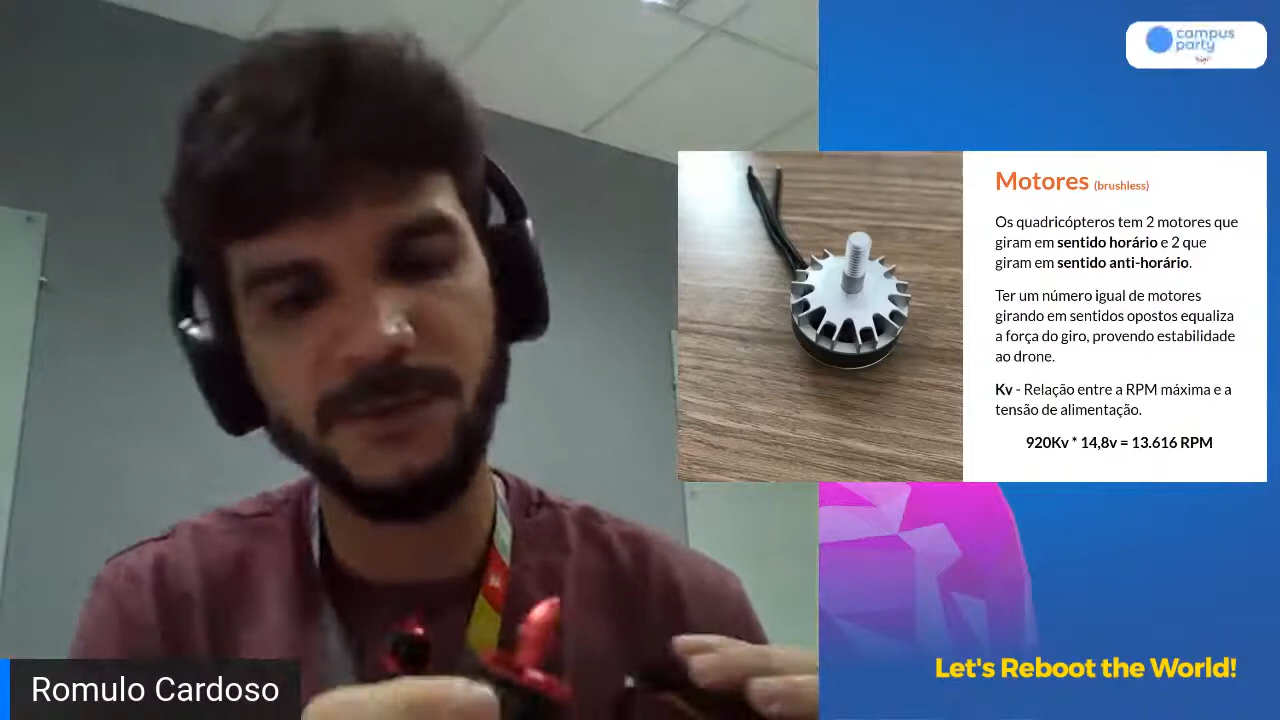 campus
party
Motores (brushless)
Os quadricópteros tem 2 motores que
giram em sentido horário e 2 que
giram em sentido anti-horário.
Ter um número igual de motores
girando em sentidos opostos equaliza
a força do giro, provendo estabilidade
ao drone.
Kv - Relação entre a RPM máxima e a
tensão de alimentação.
920Kv * 14,8v = 13.616 RPM
Let's Reboot the World!
Romulo Cardoso